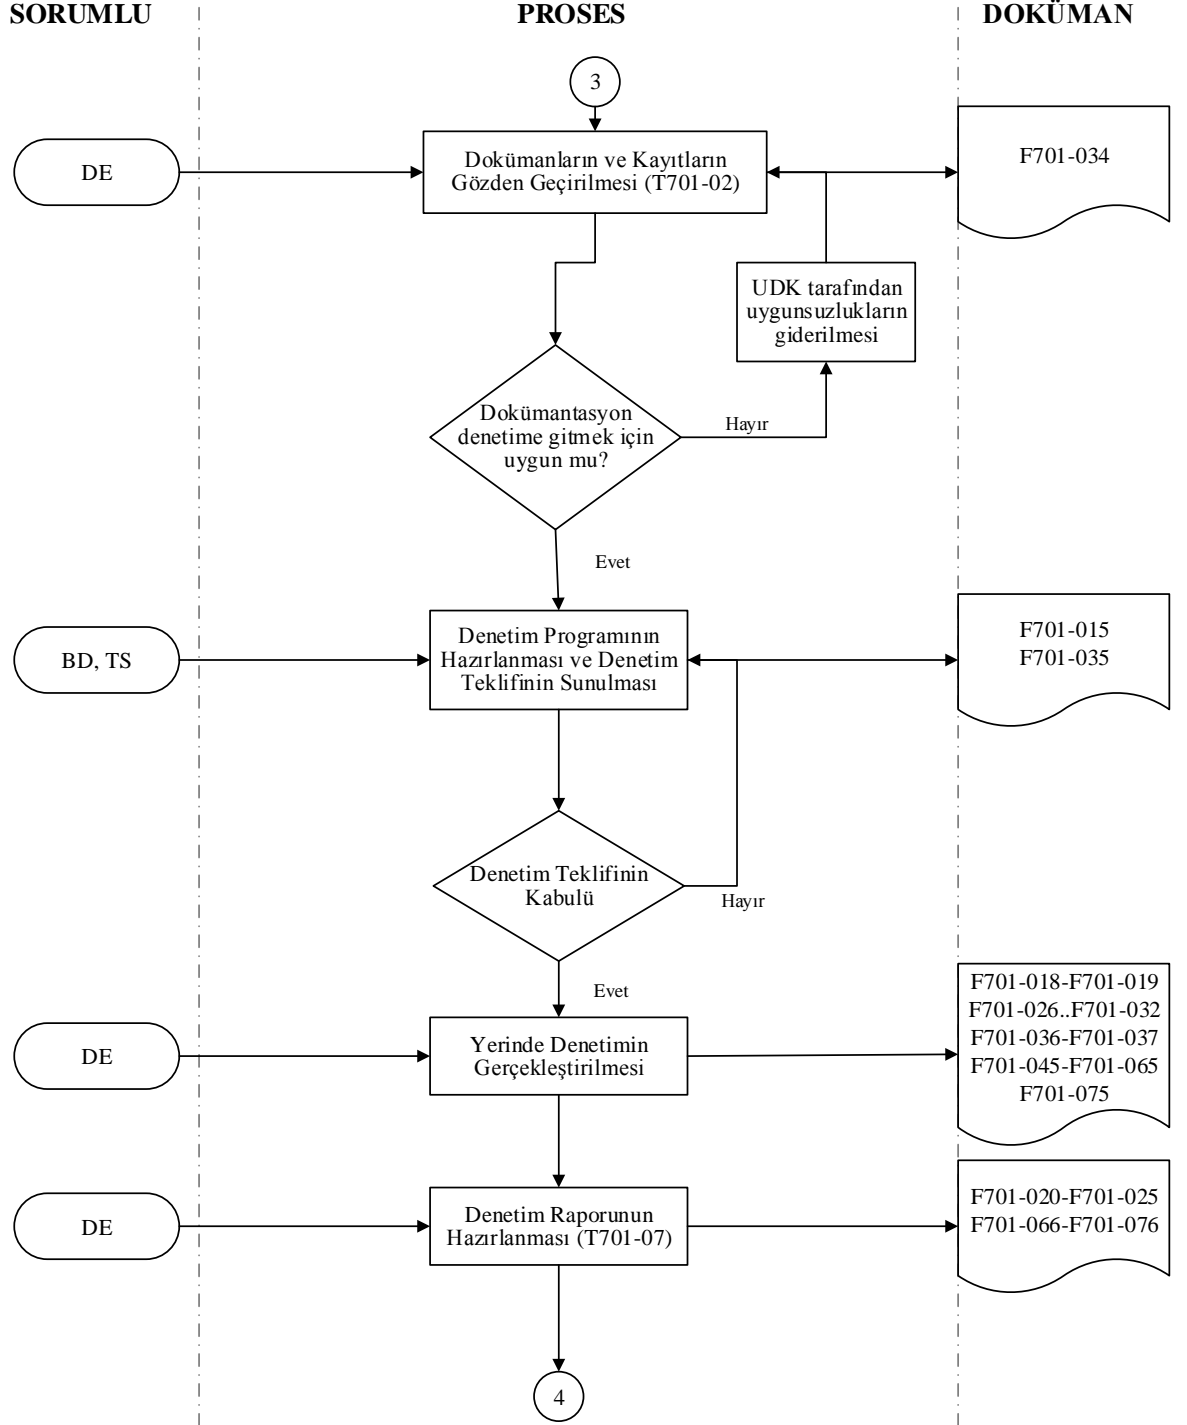 SORUMLU
PROSES
DOKÜMAN
3
DE
Dokümanların ve Kayıtların
Gözden Geçirilmesi (T701-02)
F701-034
UDK tarafından
uygunsuzlukların
giderilmesi
Dokümantasyon
denetime gitmek için
uygun mu?
Hayır
Evet
BD, TS
Denetim Programının
Hazırlanması ve Denetim
Teklifinin Sunulması
F701-015
F701-035
Denetim Teklifinin
Kabulü
Hayır
Evet
DE
Yerinde Denetimin
Gerçekleştirilmesi
F701-018-F701-019
F701-026..F701-032
F701-036-F701-037
F701-045-F701-065
F701-075
DE
Denetim Raporunun
Hazırlanması (T701-07)
F701-020-F701-025
F701-066-F701-076
4